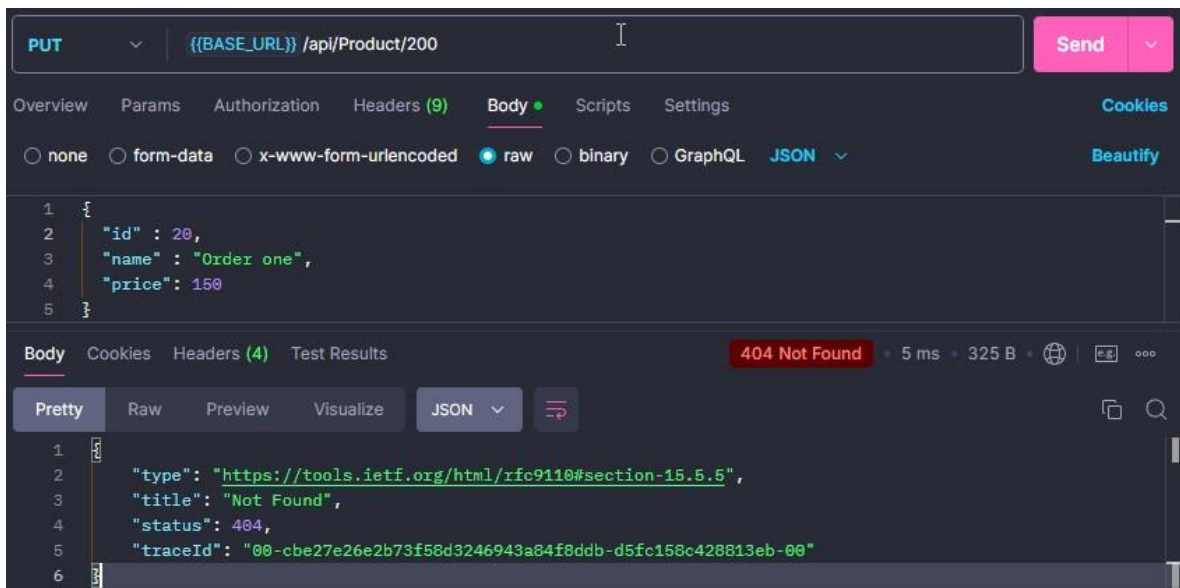 PUT {{BASE_URL}} /api/Product/200 Send
Overview Params Authorization Headers (9) Body Scripts Settings Cookies
none form-data x-www-form-urlencoded raw binary GraphQL JSON Beautify
1 {
2 "id" : 20,
3 "name" : "Order one",
4 "price": 150
5 }
Body Cookies Headers (4) Test Results 404 Not Found 5 ms 325 B e.g.
Pretty Raw Preview Visualize JSON
1 {
2 "type": "https://tools.ietf.org/html/rfc9110#section-15.5.5",
3 "title": "Not Found",
4 "status": 404,
5 "traceId": "00-cbe27e26e2b73f58d3246943a84f8ddb-d5fc158c428813eb-00"
6 }